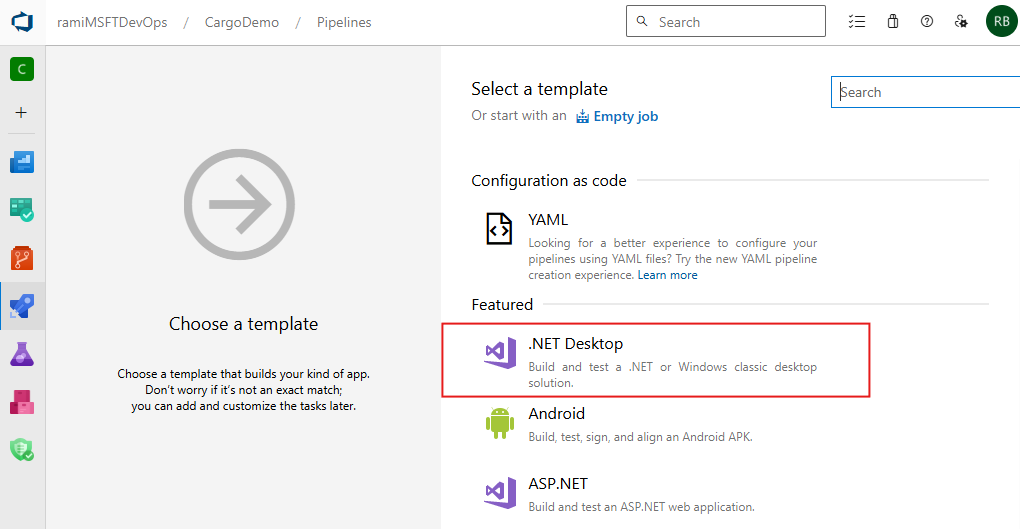 ramiMSFTDevOps / CargoDemo / Pipelines
Search
RB
C
Select a template
Search
Or start with an Empty job
Configuration as code
YAML
Looking for a better experience to configure your
pipelines using YAML files? Try the new YAML pipeline
creation experience. Learn more
Featured
Choose a template
.NET Desktop
Build and test a .NET or Windows classic desktop
solution.
Choose a template that builds your kind of app.
Don't worry if it's not an exact match;
you can add and customize the tasks later.
Android
Build, test, sign, and align an Android APK.
ASP.NET
Build and test an ASP.NET web application.